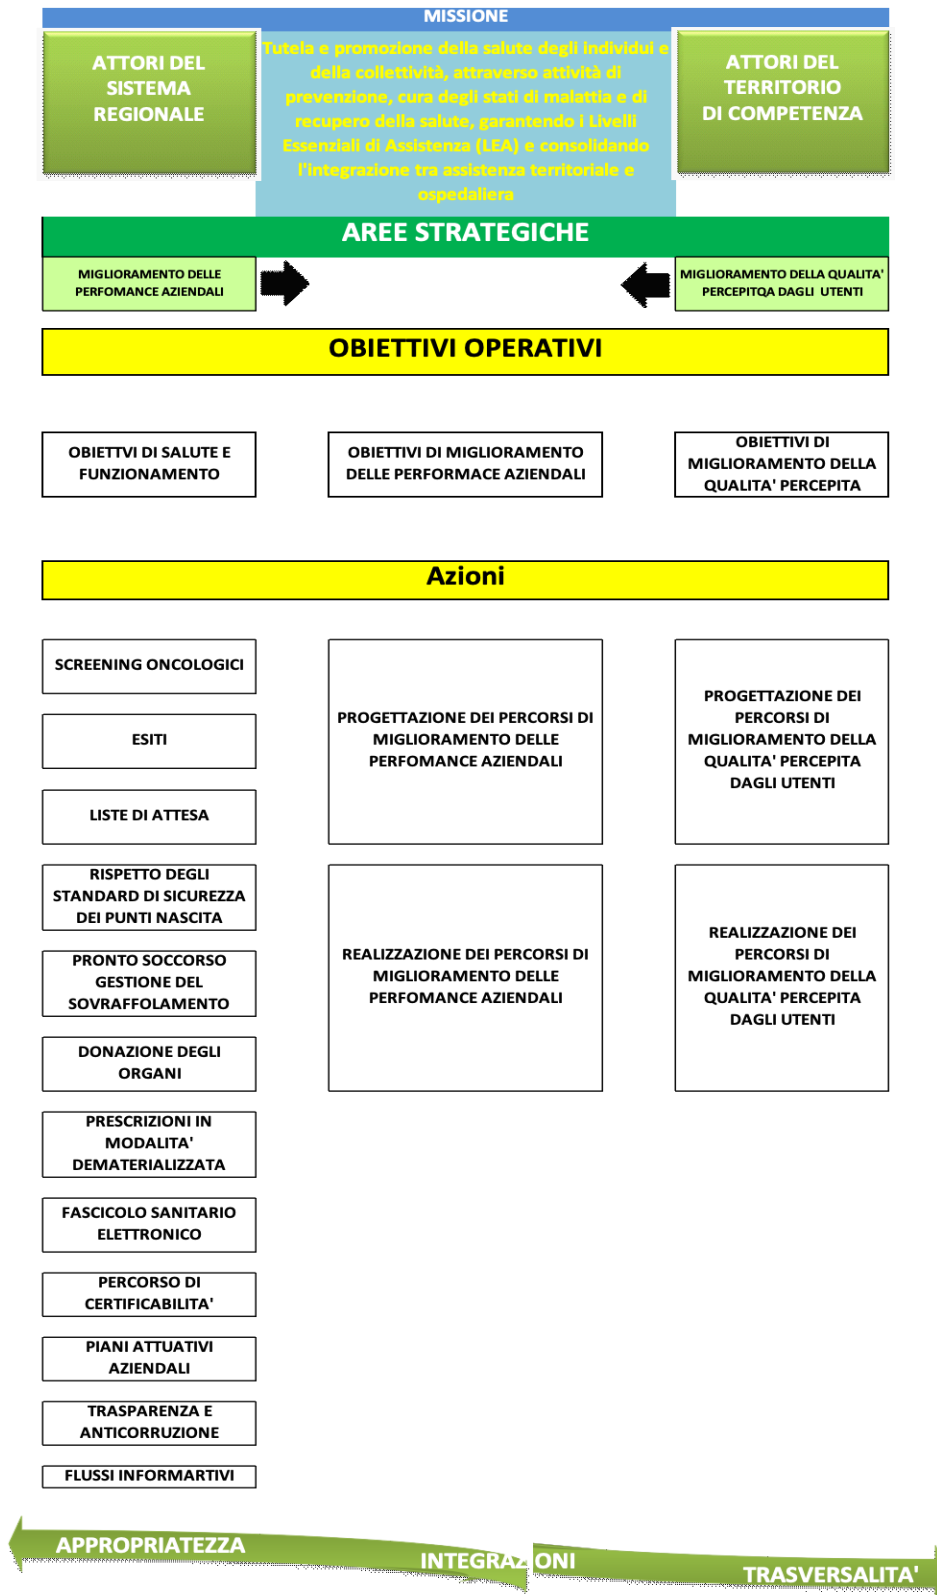 MISSIONE
ATTORI DEL
SISTEMA
REGIONALE
Tutela e promozione della salute degli individui e
della collettività, attraverso attività di
prevenzione, cura degli stati di malattia e di
recupero della salute, garantendo i Livelli
Essenziali di Assistenza (LEA) e consolidando
l'integrazione tra assistenza territoriale e
ospedaliera
ATTORI DEL
TERRITORIO
DI COMPETENZA
AREE STRATEGICHE
MIGLIORAMENTO DELLE
PERFOMANCE AZIENDALI
MIGLIORAMENTO DELLA QUALITA'
PERCEPITQA DAGLI UTENTI
OBIETTIVI OPERATIVI
OBIETTVI DI SALUTE E
FUNZIONAMENTO
OBIETTIVI DI MIGLIORAMENTO
DELLE PERFORMACE AZIENDALI
OBIETTIVI DI
MIGLIORAMENTO DELLA
QUALITA' PERCEPITA
Azioni
SCREENING ONCOLOGICI
ESITI
LISTE DI ATTESA
RISPETTO DEGLI
STANDARD DI SICUREZZA
DEI PUNTI NASCITA
PRONTO SOCCORSO
GESTIONE DEL
SOVRAFFOLAMENTO
DONAZIONE DEGLI
ORGANI
PRESCRIZIONI IN
MODALITA'
DEMATERIALIZZATA
FASCICOLO SANITARIO
ELETTRONICO
PERCORSO DI
CERTIFICABILITA'
PIANI ATTUATIVI
AZIENDALI
TRASPARENZA E
ANTICORRUZIONE
FLUSSI INFORMARTIVI
PROGETTAZIONE DEI PERCORSI DI
MIGLIORAMENTO DELLE
PERFOMANCE AZIENDALI
REALIZZAZIONE DEI PERCORSI DI
MIGLIORAMENTO DELLE
PERFOMANCE AZIENDALI
PROGETTAZIONE DEI
PERCORSI DI
MIGLIORAMENTO DELLA
QUALITA' PERCEPITA
DAGLI UTENTI
REALIZZAZIONE DEI
PERCORSI DI
MIGLIORAMENTO DELLA
QUALITA' PERCEPITA
DAGLI UTENTI
APPROPRIATEZZA
INTEGRAZIONI
TRASVERSALITA'